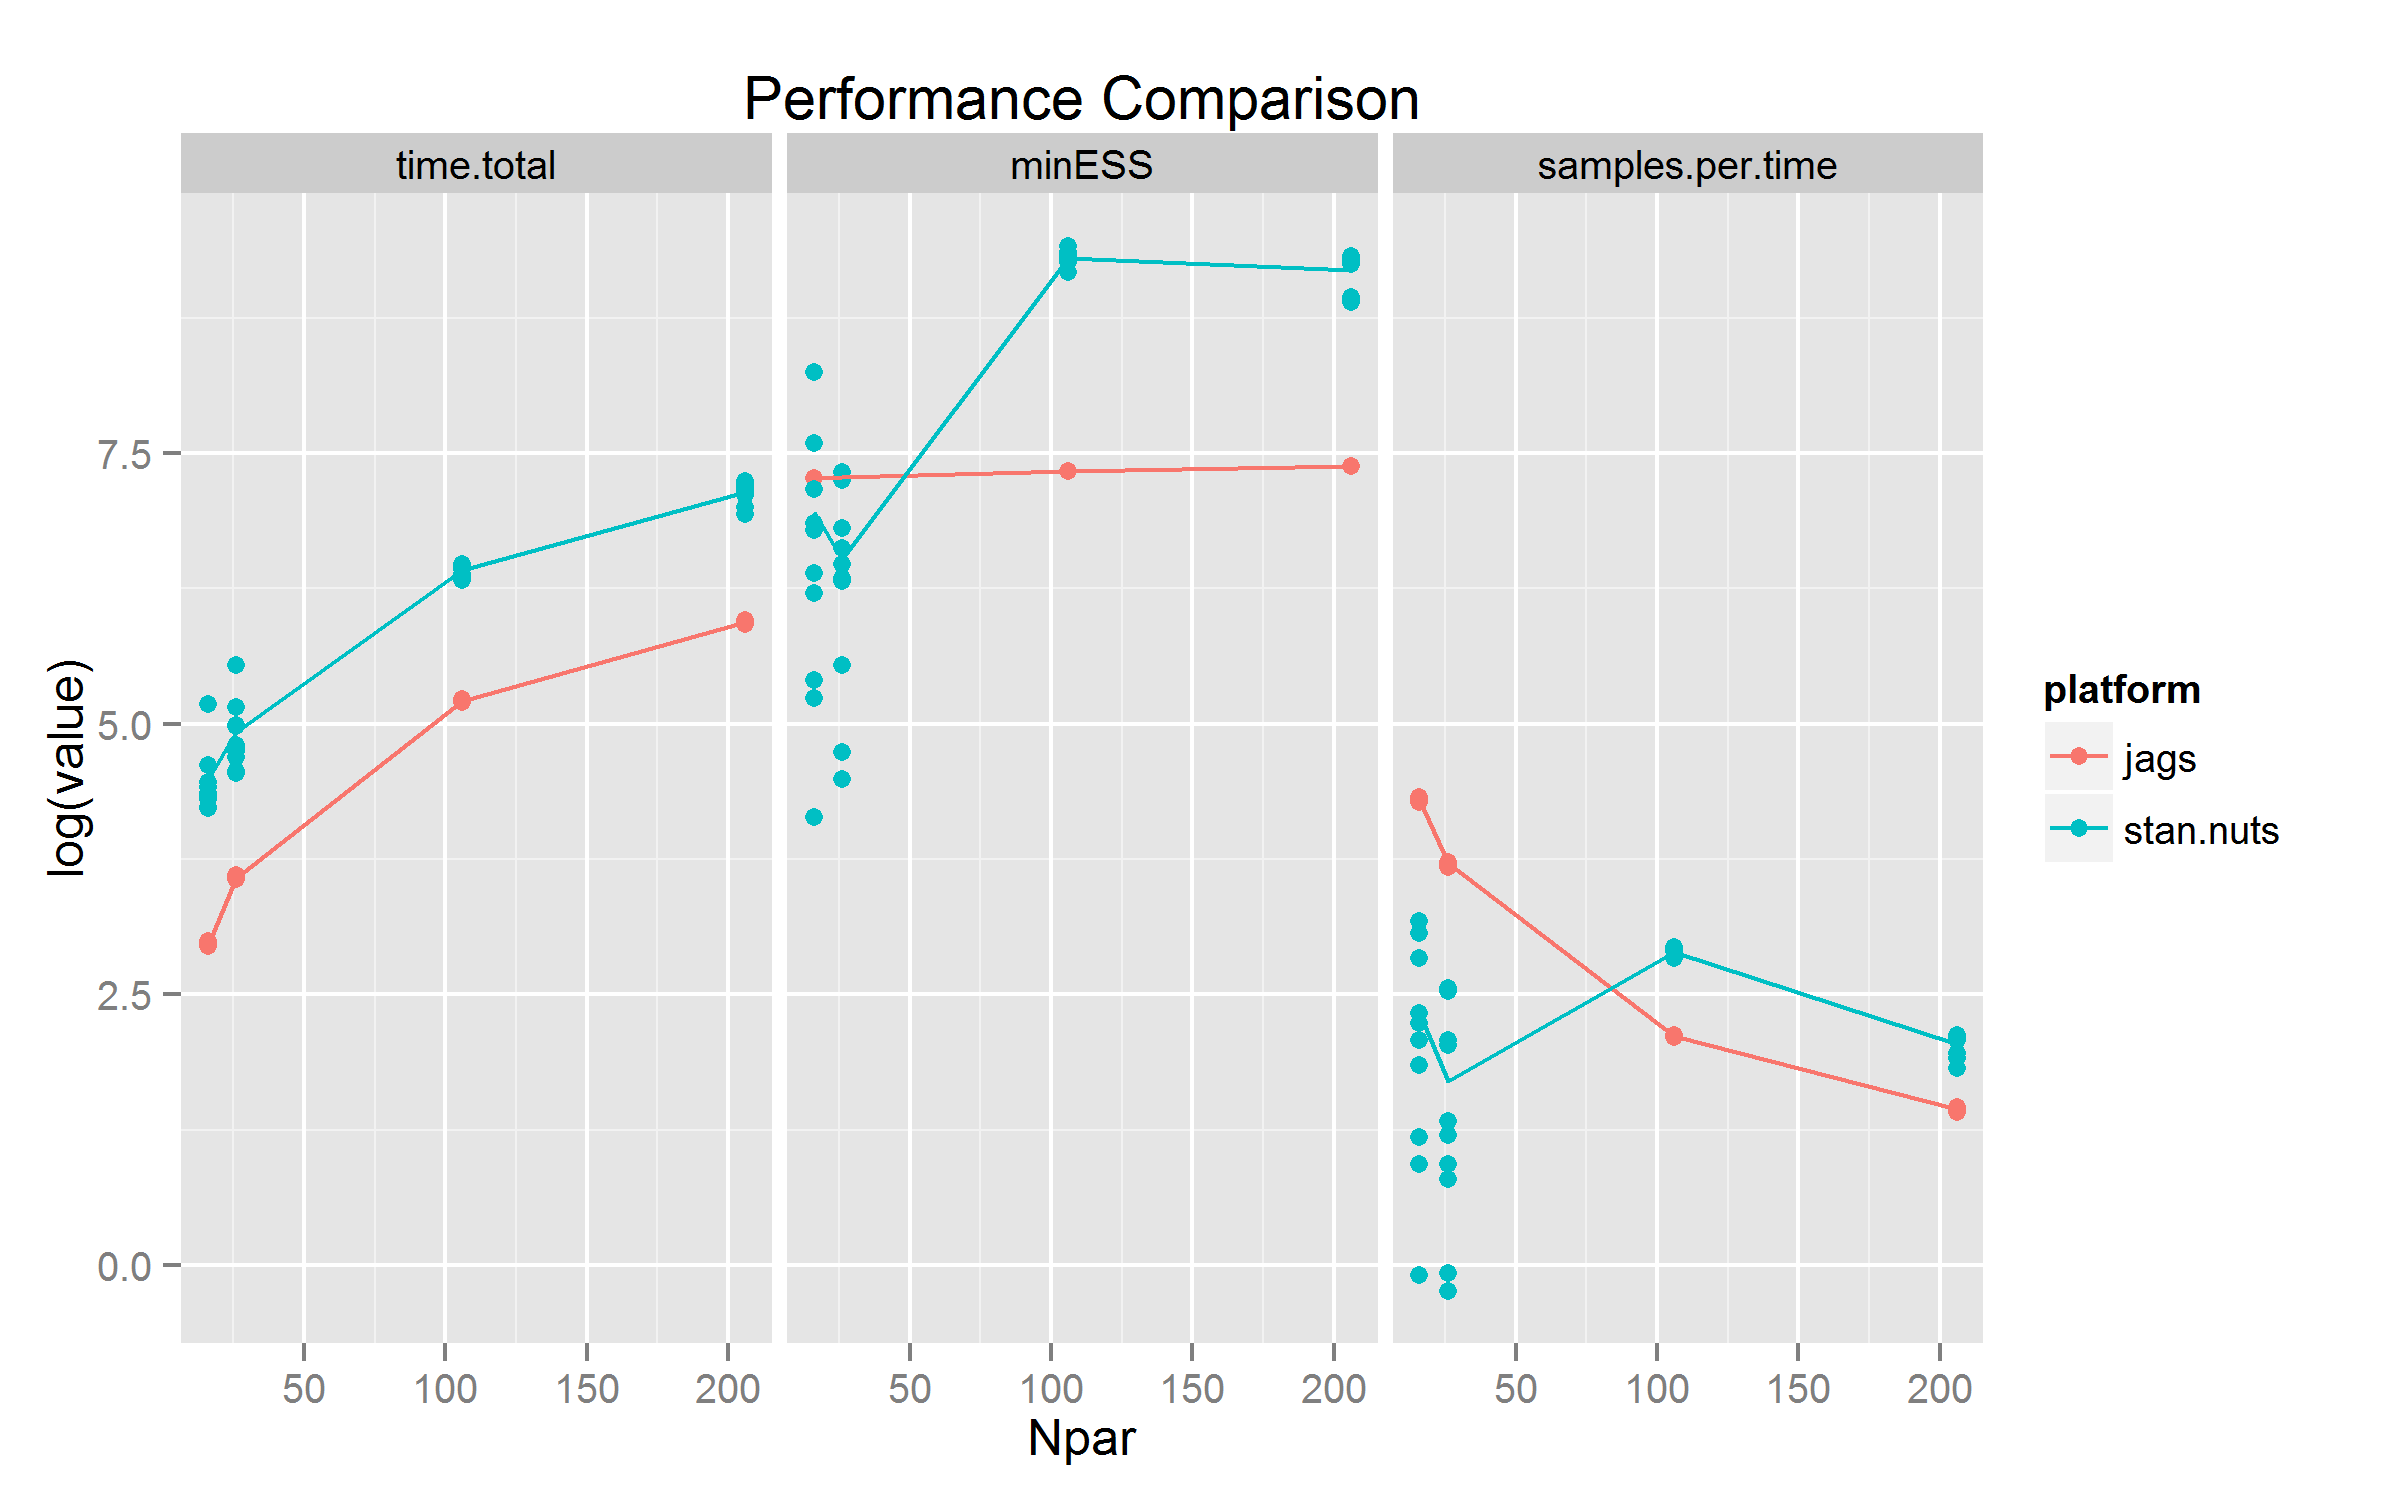 Performance Comparison
time.total minESS samples.per.time
log(value)
7.5
5.0
2.5
0.0
50 100 150 200 50 100 150 200 50 100 150 200
Npar
platform
jags
stan.nuts